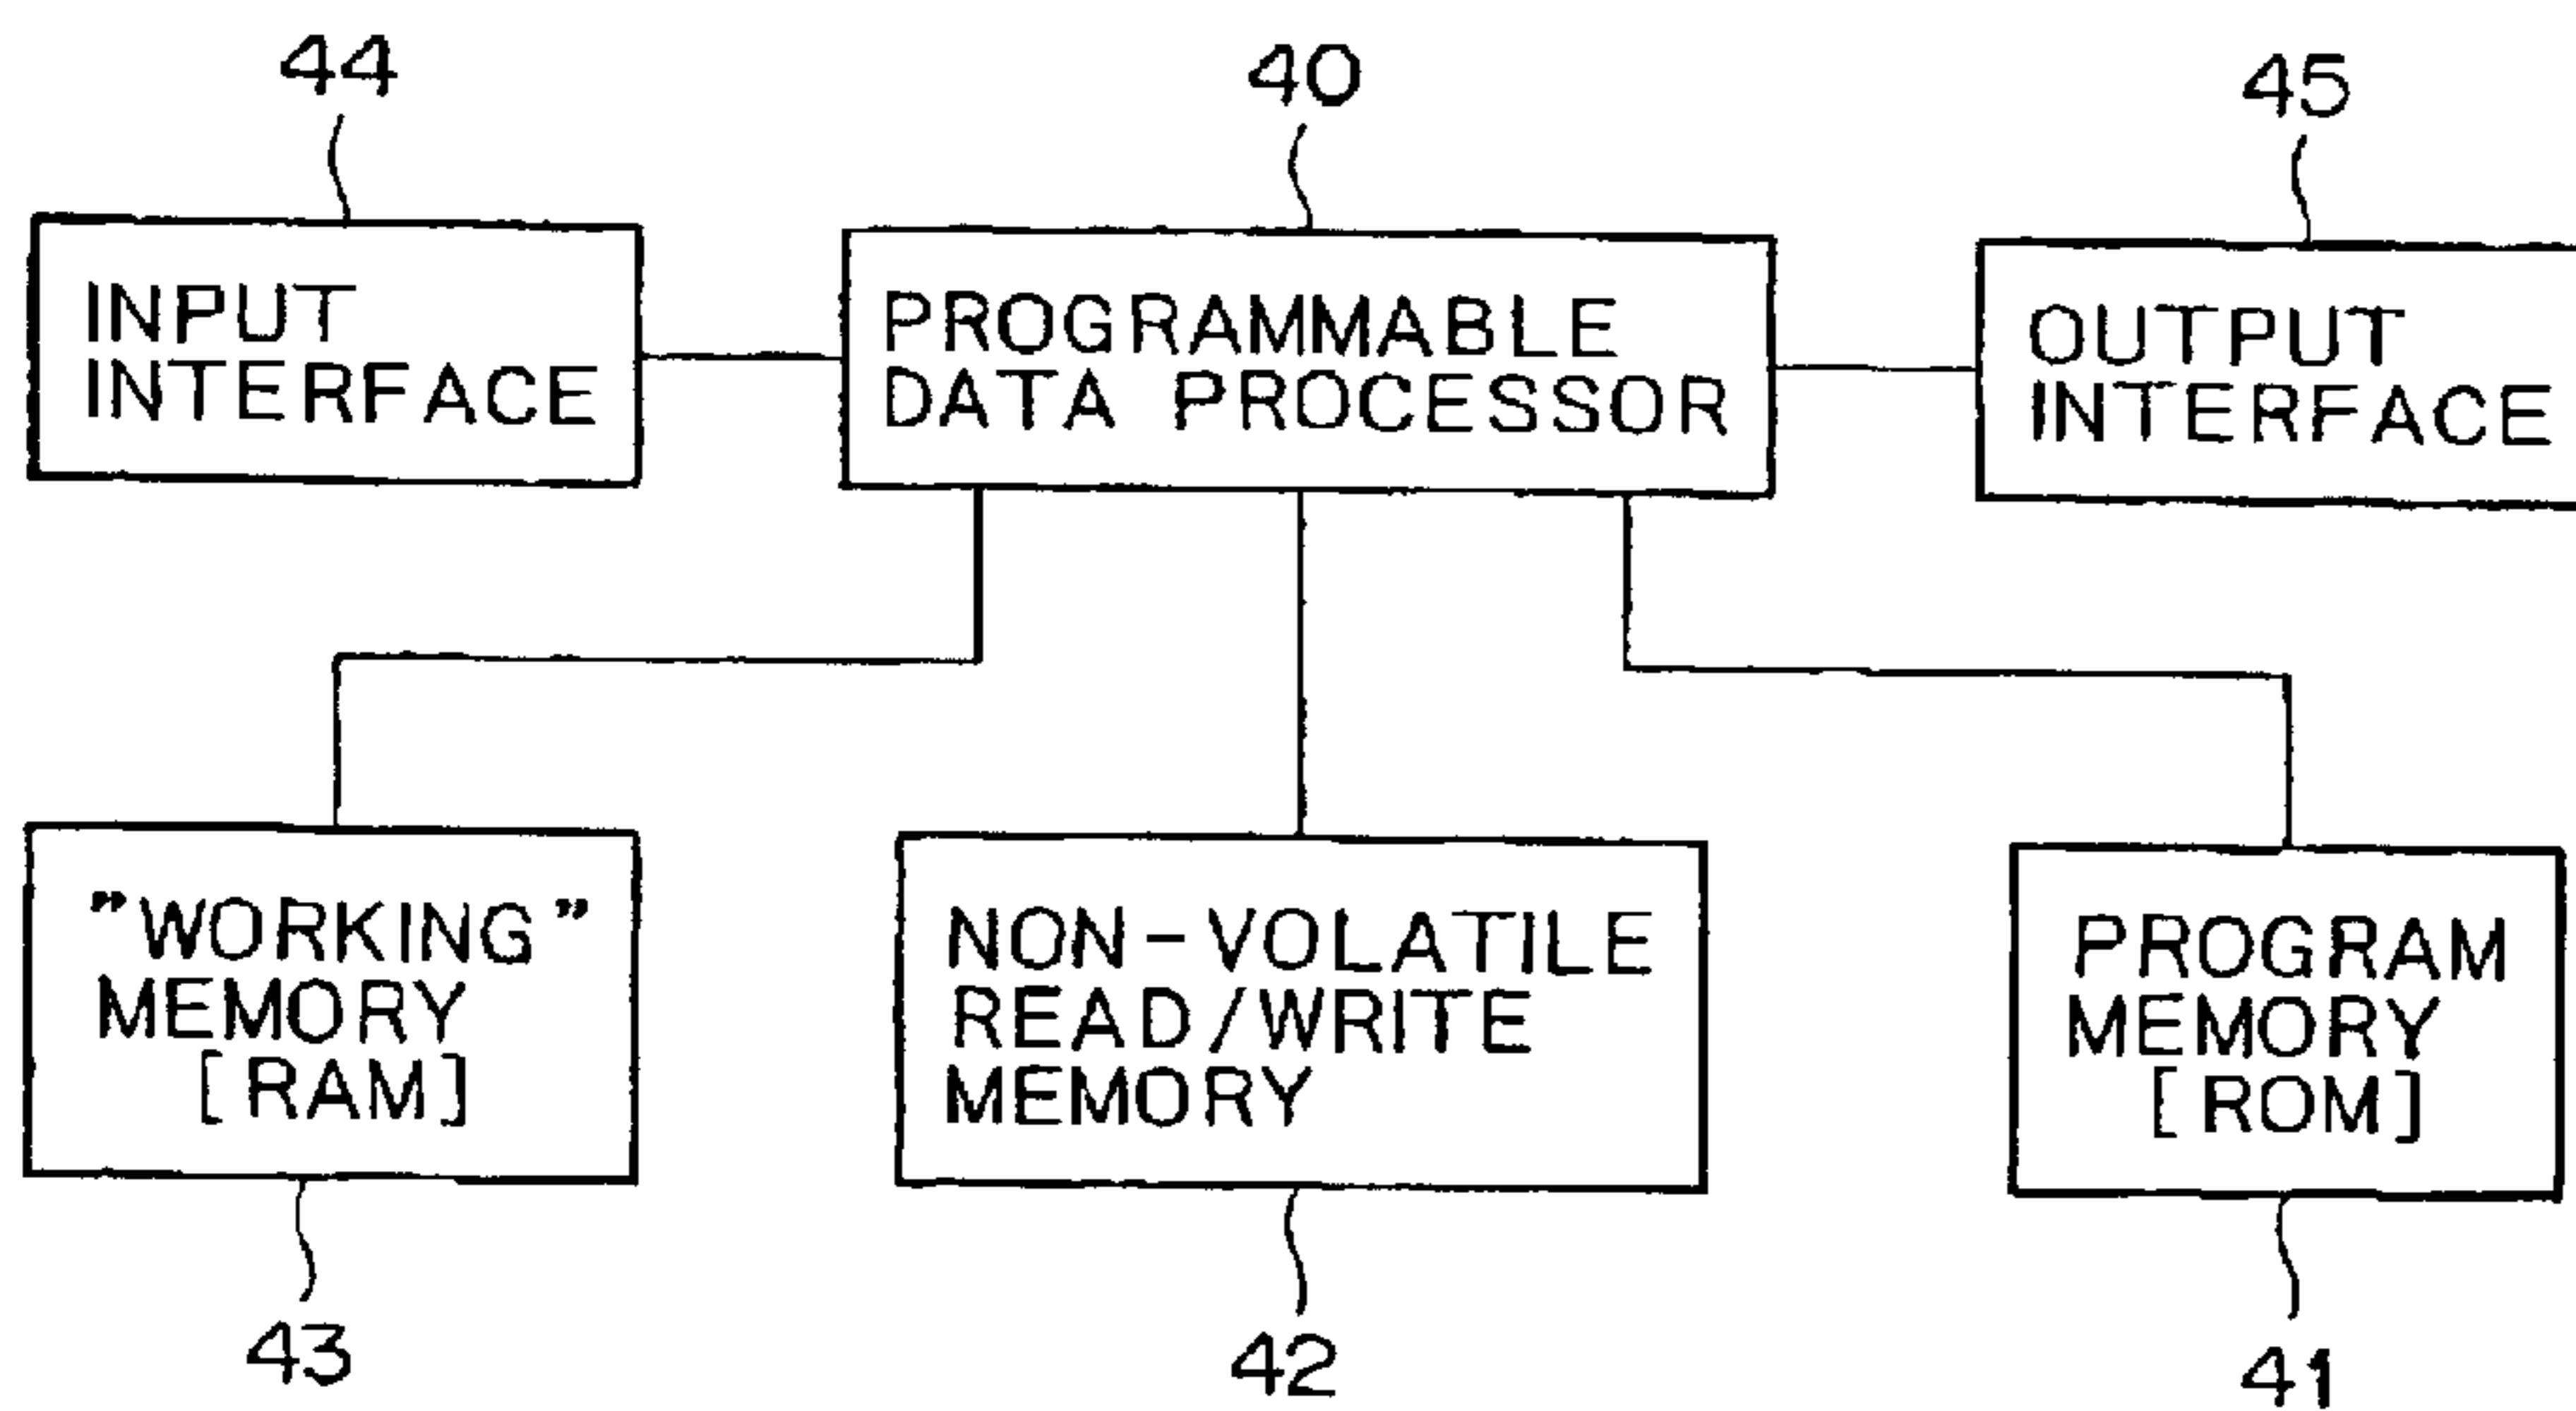 44
40
45
INPUT
INTERFACE
PROGRAMMABLE
DATA PROCESSOR
OUTPUT
INTERFACE
”WORKING”
MEMORY
[RAM]
NON-VOLATILE
READ/WRITE
MEMORY
PROGRAM
MEMORY
[ROM]
43
42
41